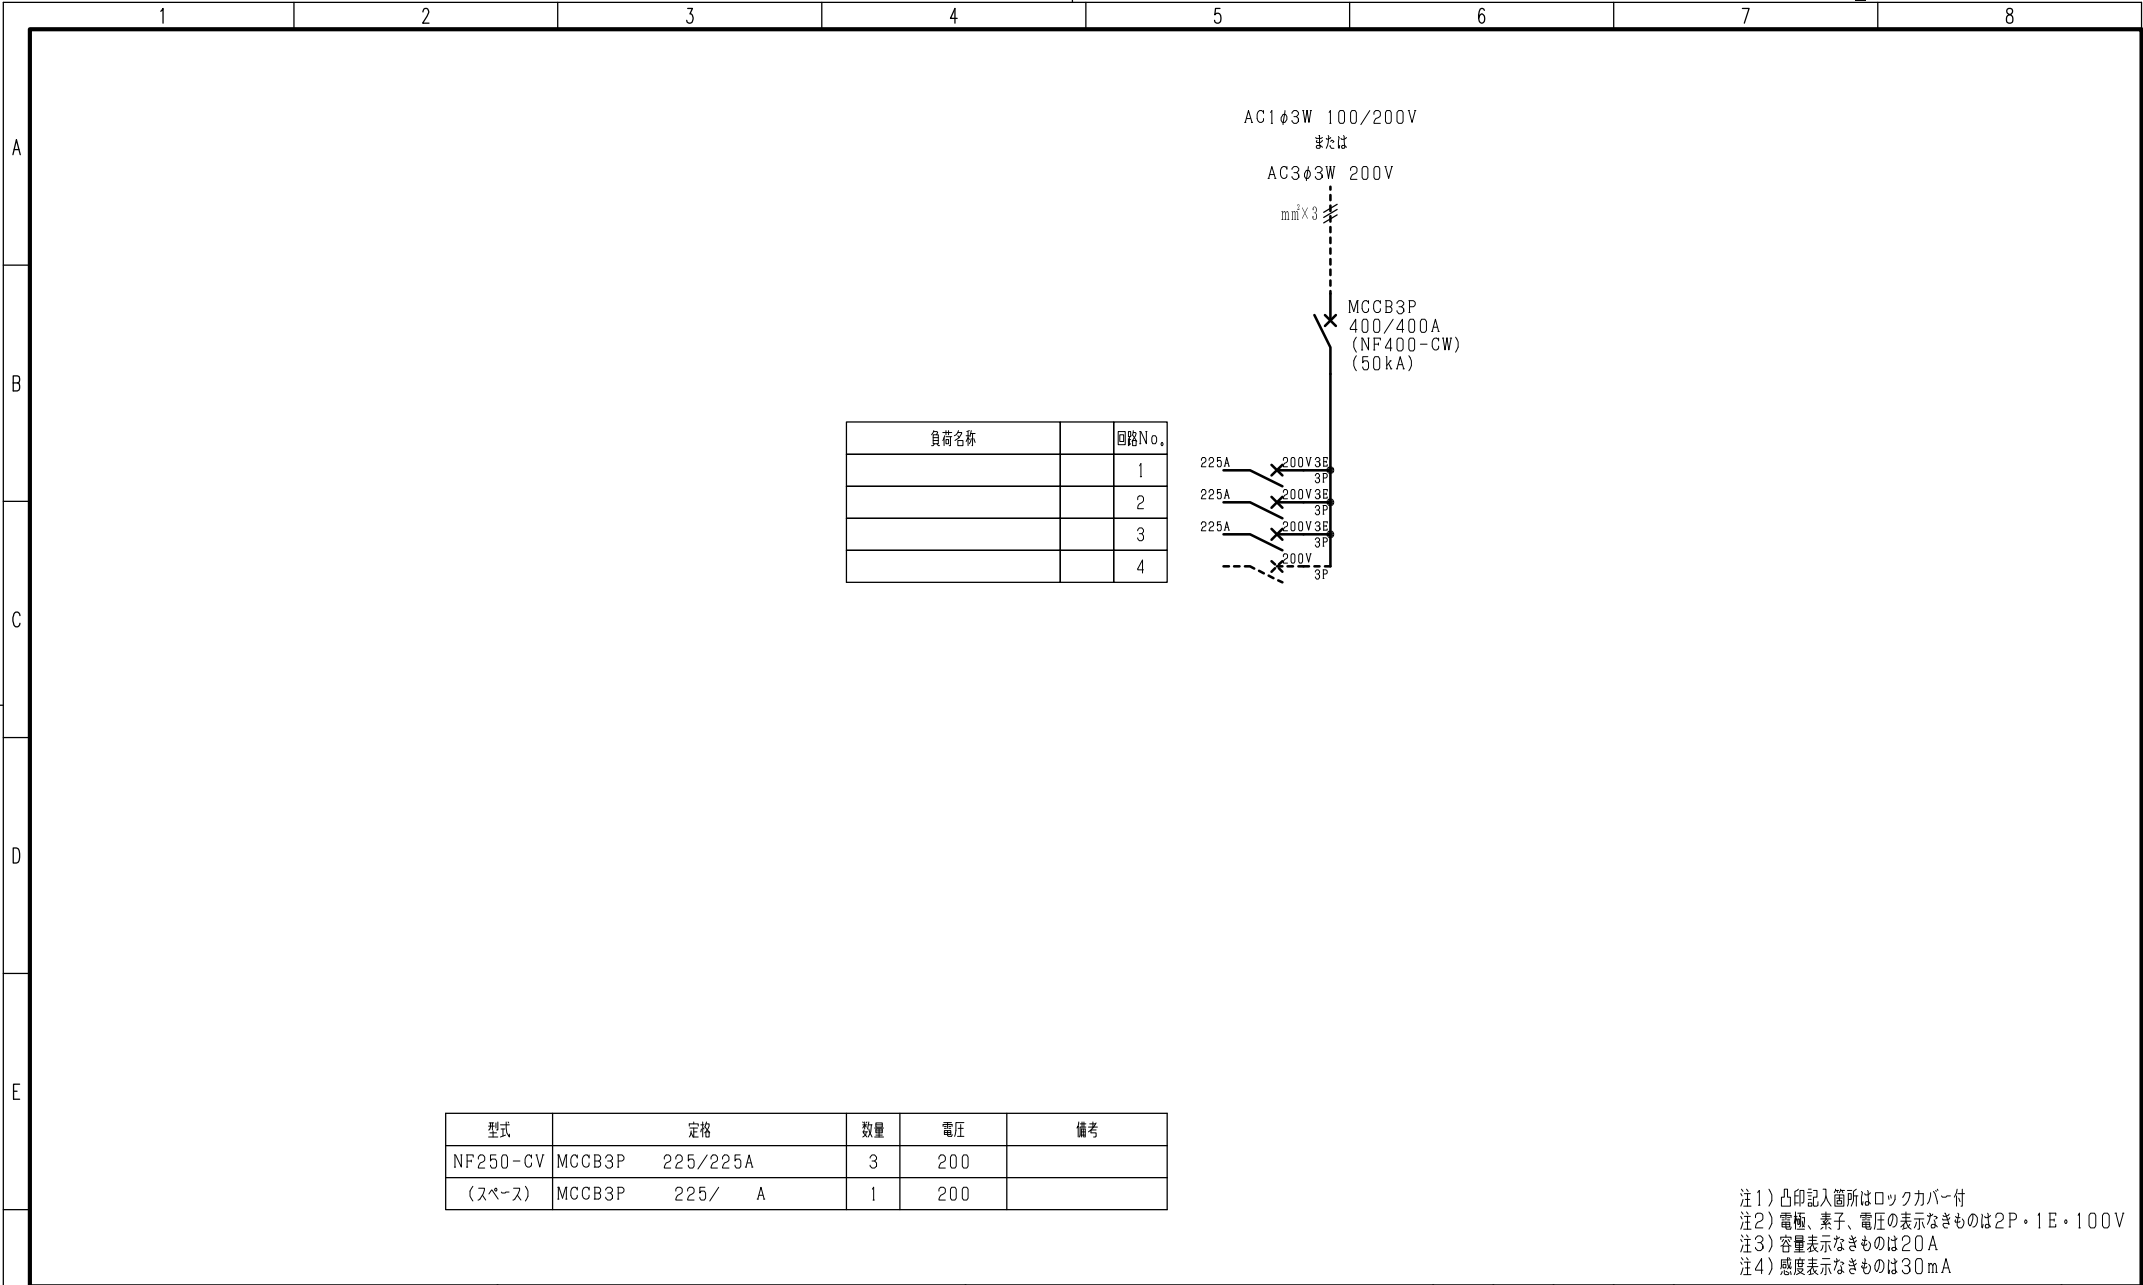 1 2 3 4 5 6 7 8
A
B
C
D
E
AC1φ3W 100/200V
または
AC3φ3W 200V
mm²×3
MCCB3P
400/400A
(NF400-CW)
(50kA)
負荷名称 回路No。
1
2
3
4
225A 200V3E
3P
225A 200V3E
3P
225A 200V3E
3P
200V
3P
型式 定格 数量 電圧 備考
NF250-CV MCCB3P 225/225A 3 200
(スペース) MCCB3P 225/ A 1 200
注1)凸印記入箇所はロックカバー付
注2)電極、素子、電圧の表示なきものは2P・1E・100V
注3)容量表示なきものは20A
注4)感度表示なきものは30mA